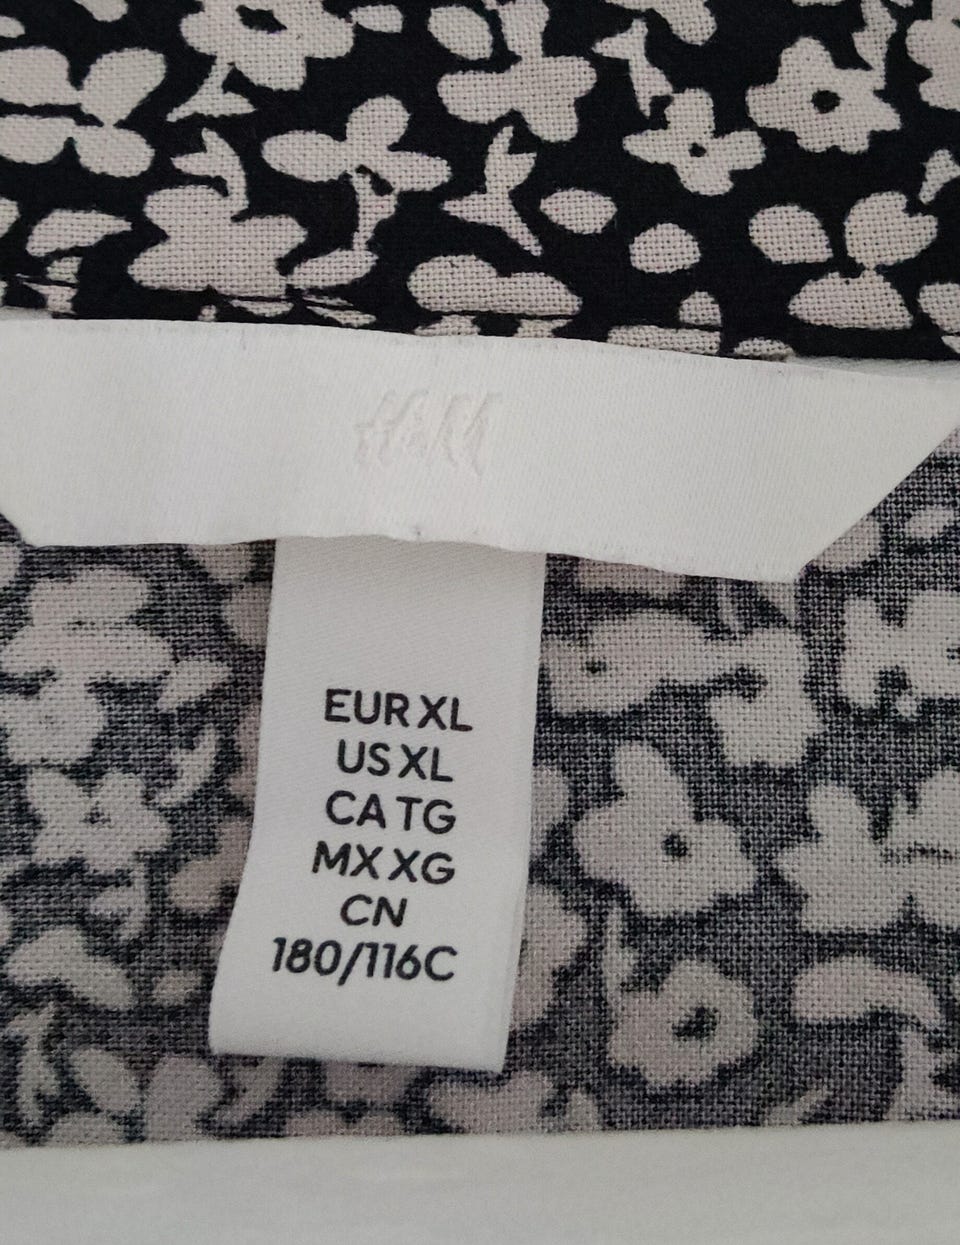 H&M
EUR XL
US XL
CA TG
MX XG
CN
180/116C